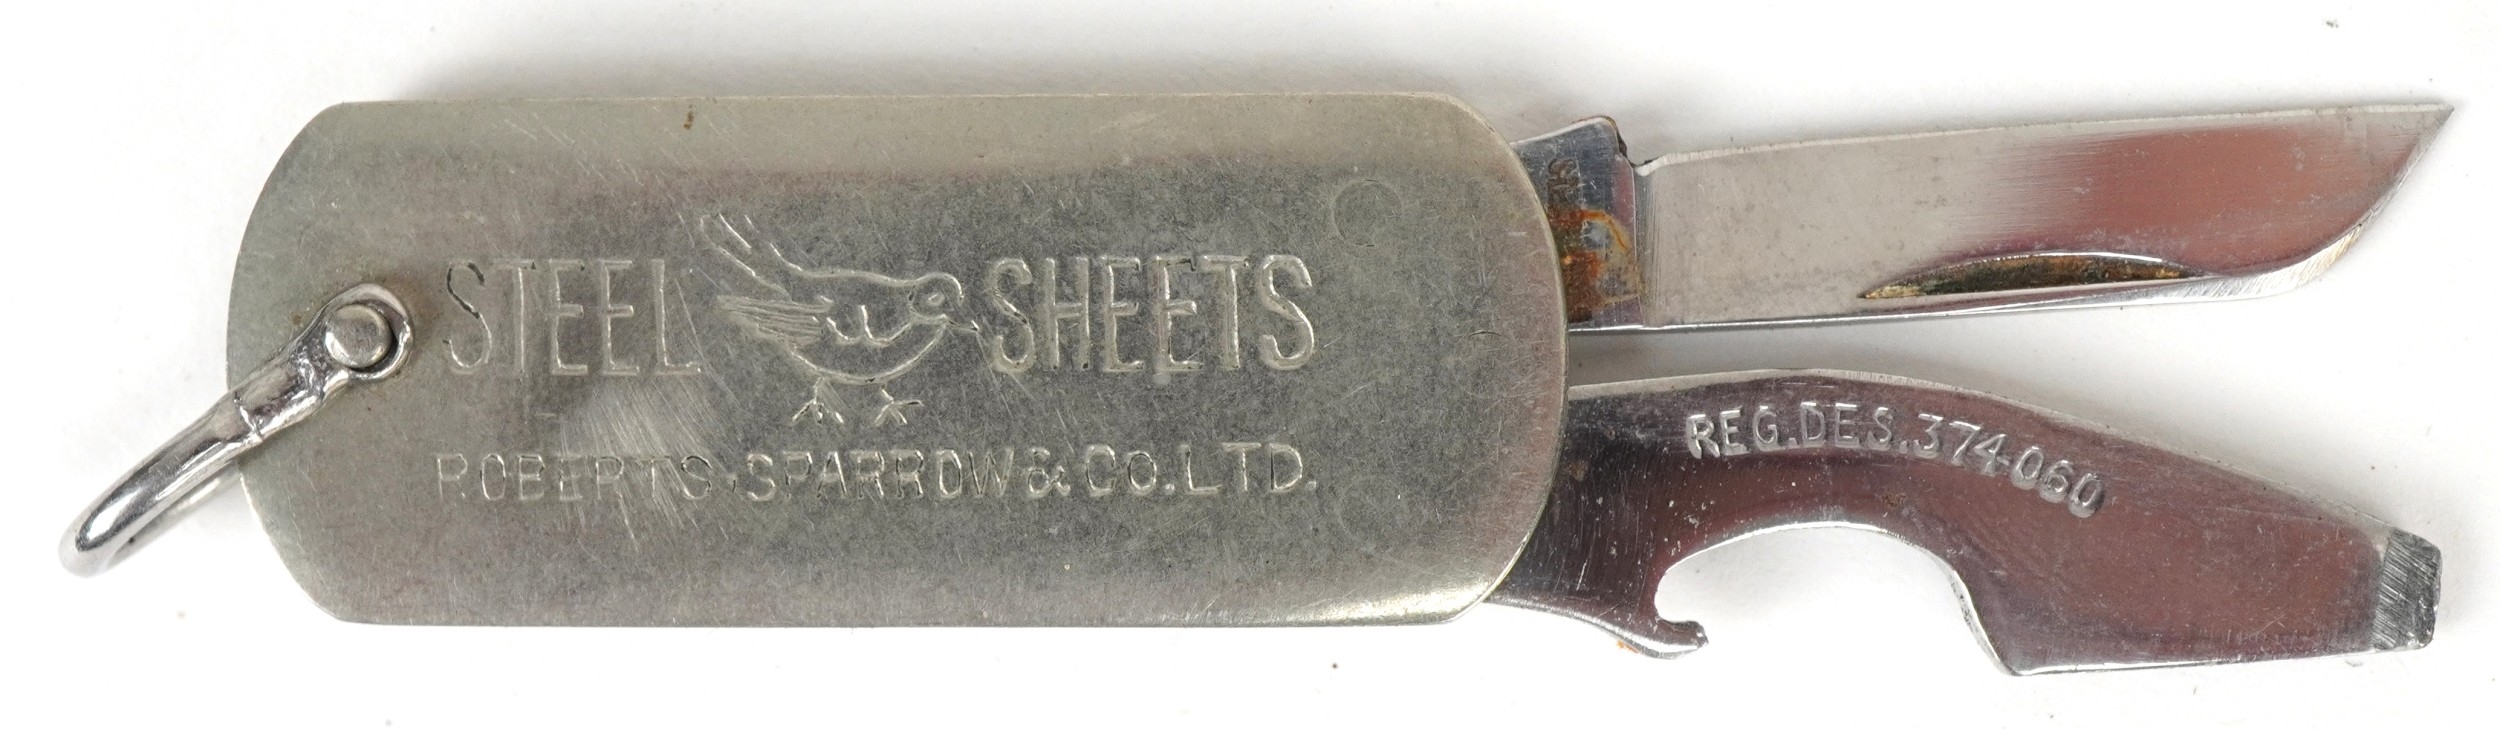 STEEL SHEETS
ROBERTS·SPARROW & CO. LTD.
REG.DES. 374-060